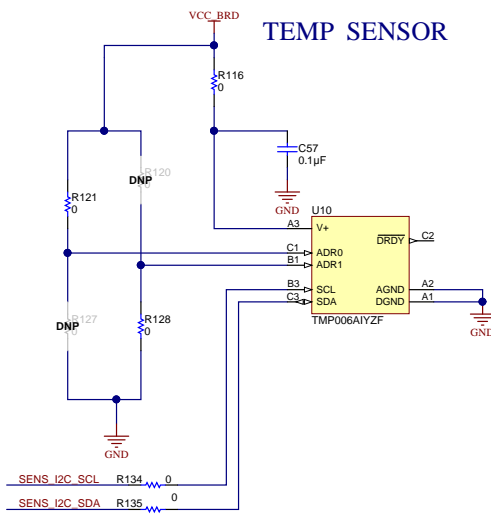 VCC_BRD
TEMP SENSOR
R116
0
C57
0.1µF
GND
R120
DNP
0
R121
0
U10
A3 V+
DRDY C2
C1 ADR0
B1 ADR1
B3 SCL
C3 SDA
AGND A2
DGND A1
TMP006AIYZF
GND
R127
DNP
0
R128
0
GND
SENS_I2C_SCL R134 0
SENS_I2C_SDA R135 0